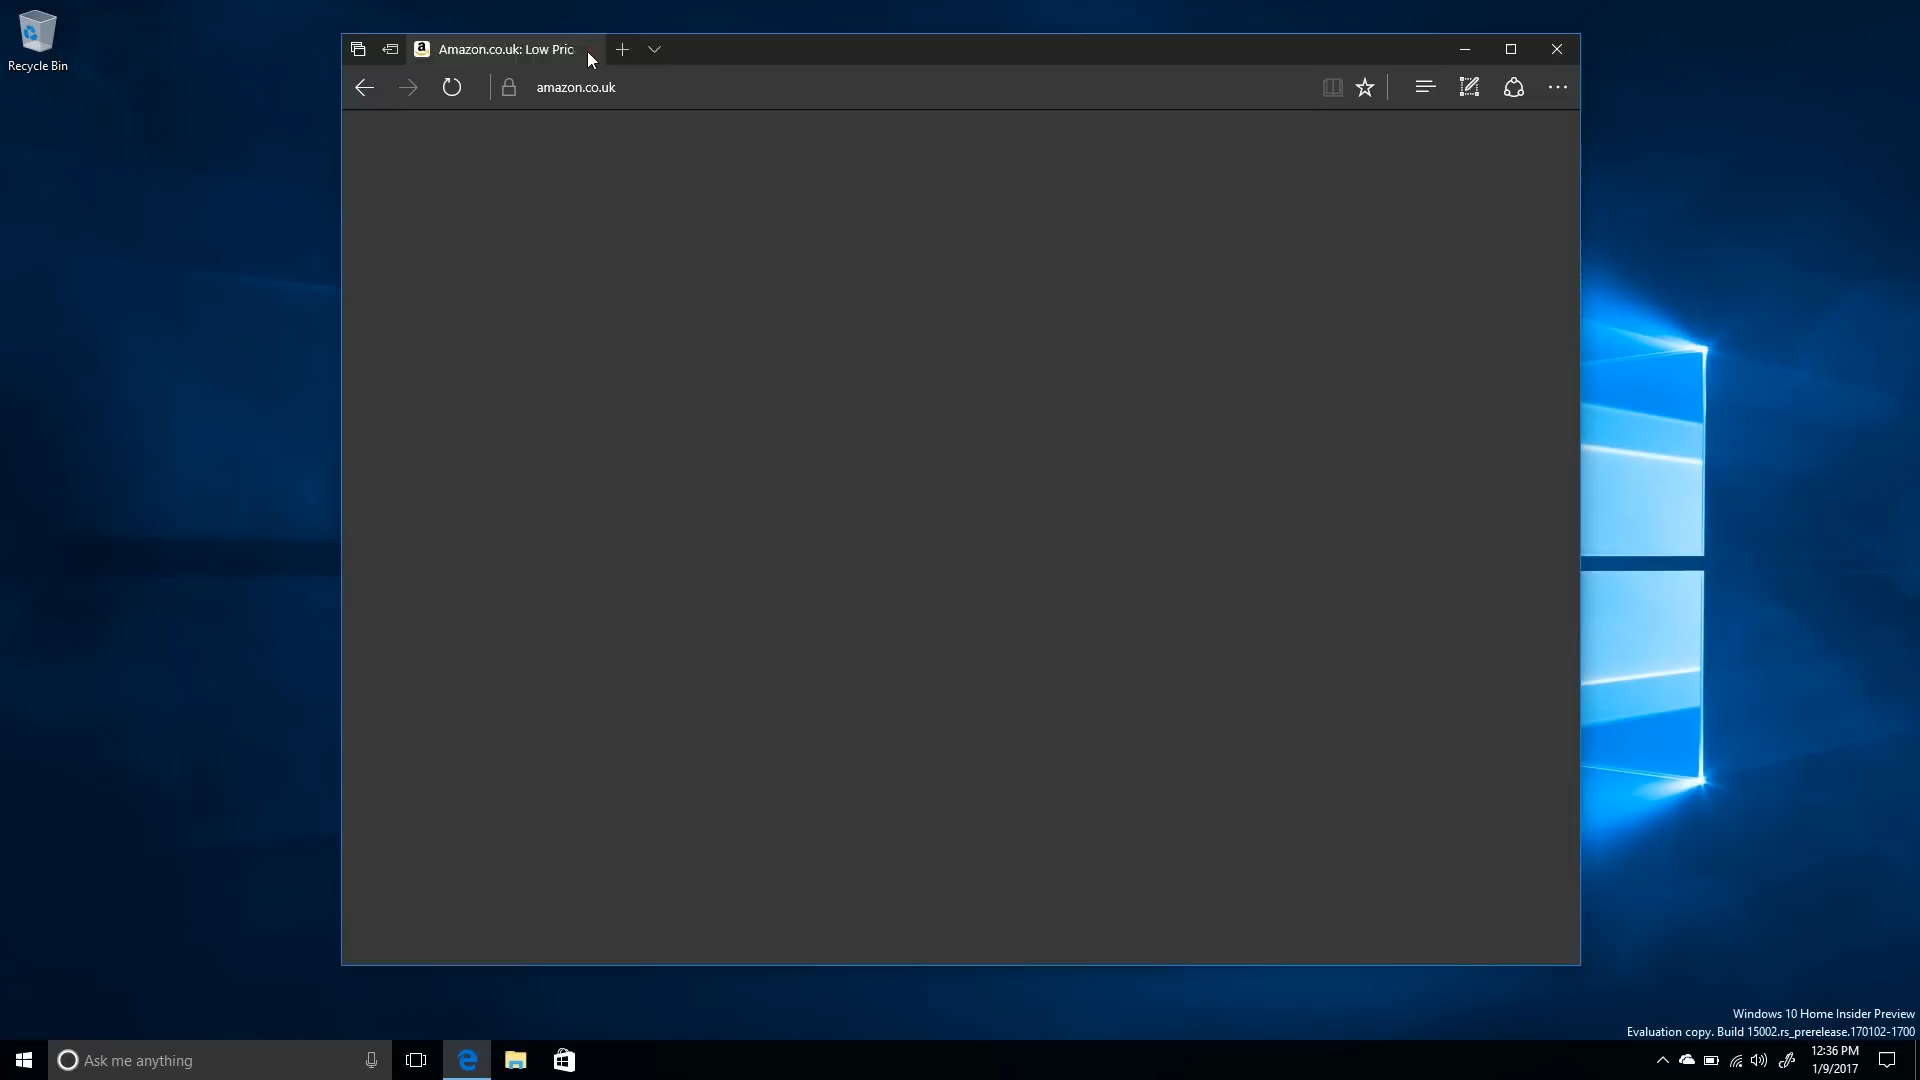 Recycle Bin
Amazon.co.uk: Low Pric
amazon.co.uk
Windows 10 Home Insider Preview
Evaluation copy. Build 15002.rs_prerelease.170102-1700
Ask me anything
12:36 PM
1/9/2017